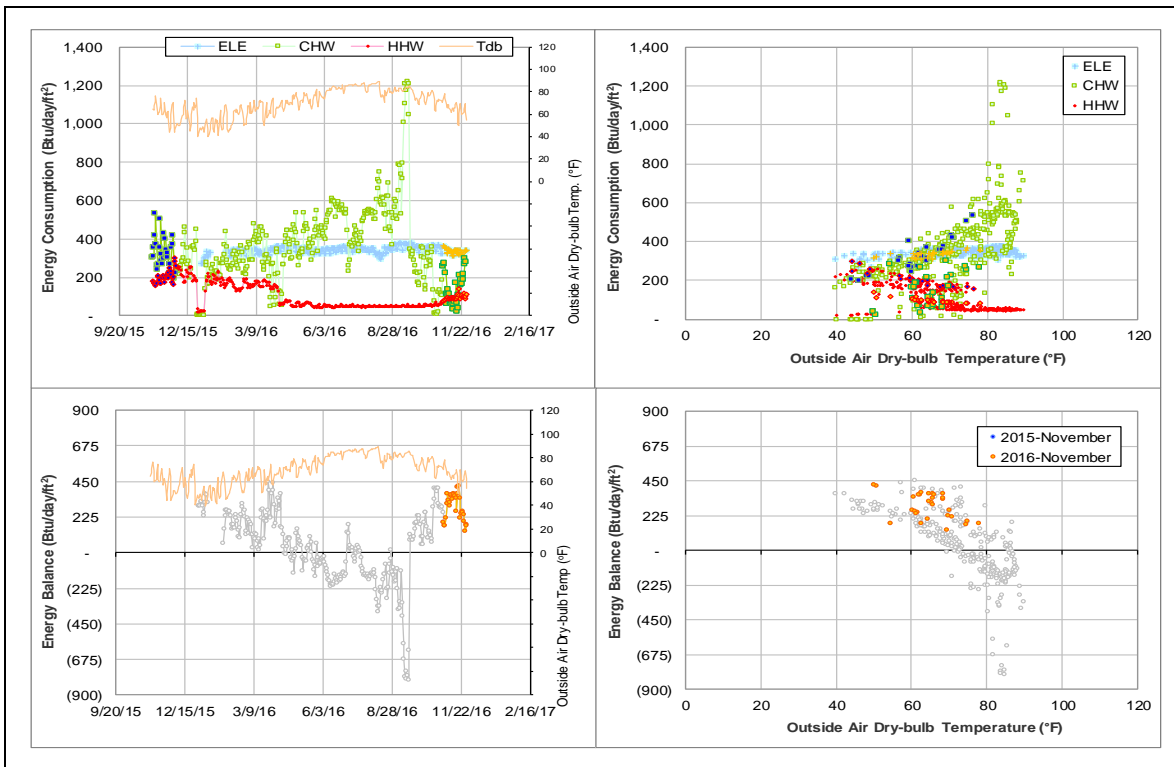 ELE CHW HHW Tdb
Energy Consumption (Btu/day/ft²)
1,400
1,200
1,000
800
600
400
200
-
120
100
80
60
40
20
0
Outside Air Dry-bulb Temp. (°F)
9/20/15 12/15/15 3/9/16 6/3/16 8/28/16 11/22/16 2/16/17
Energy Consumption (Btu/day/ft²)
1,400
1,200
1,000
800
600
400
200
-
ELE
CHW
HHW
0 20 40 60 80 100 120
Outside Air Dry-bulb Temperature (°F)
Energy Balance (Btu/day/ft²)
900
675
450
225
-
(225)
(450)
(675)
(900)
120
100
80
60
40
20
0
Outside Air Dry-bulb Temp (°F)
9/20/15 12/15/15 3/9/16 6/3/16 8/28/16 11/22/16 2/16/17
Energy Balance (Btu/day/ft²)
900
675
450
225
-
(225)
(450)
(675)
(900)
2015-November
2016-November
0 20 40 60 80 100 120
Outside Air Dry-bulb Temperature (°F)